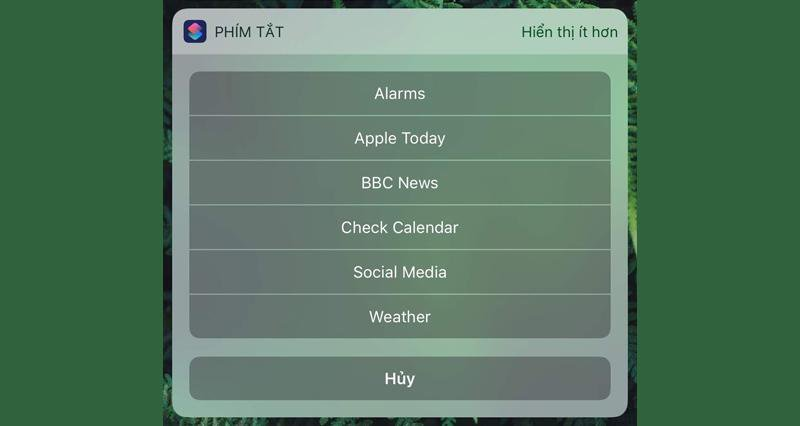 PHÍM TẮT
Hiển thị ít hơn
Alarms
Apple Today
BBC News
Check Calendar
Social Media
Weather
Hủy